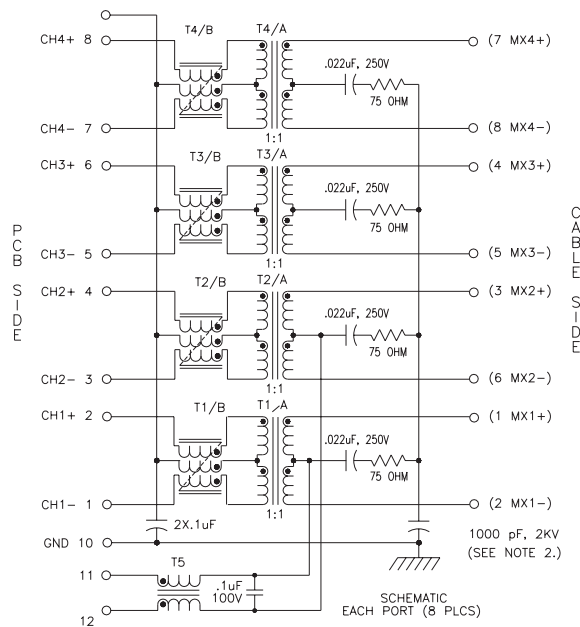 T4/B
T4/A
CH4+ 8
(7 MX4+)
.022uF, 250V
75 OHM
CH4- 7
(8 MX4-)
1:1
CH3+ 6
T3/B
T3/A
(4 MX3+)
.022uF, 250V
75 OHM
CH3- 5
(5 MX3-)
1:1
PCB SIDE
CABLE SIDE
CH2+ 4
T2/B
T2/A
(3 MX2+)
.022uF, 250V
75 OHM
CH2- 3
(6 MX2-)
1:1
CH1+ 2
T1/B
T1/A
(1 MX1+)
.022uF, 250V
75 OHM
CH1- 1
(2 MX1-)
1:1
2X.1uF
1000 pF, 2KV
(SEE NOTE 2.)
GND 10
11
T5
.1uF
100V
12
SCHEMATIC
EACH PORT (8 PLCS)